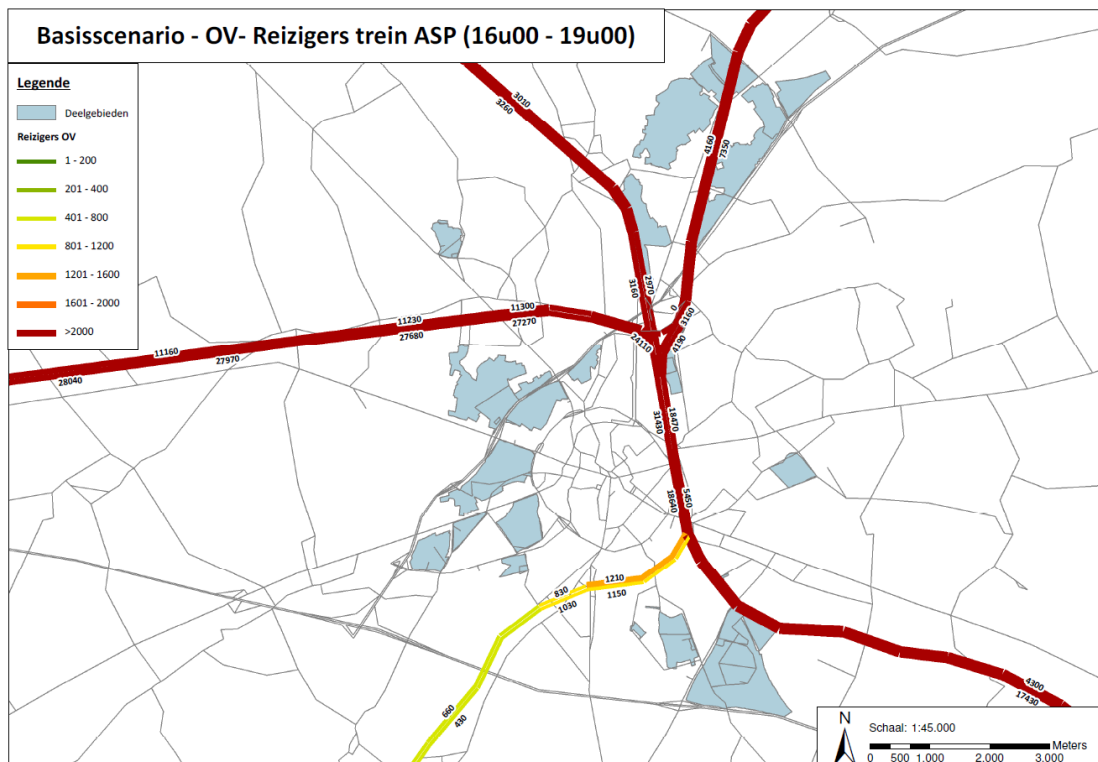 Basisscenario - OV- Reizigers trein ASP (16u00 - 19u00)
Legende
Deelgebieden
Reizigers OV
1 - 200
201 - 400
401 - 800
801 - 1200
1201 - 1600
1601 - 2000
>2000
3010
3260
4160
7350
2970
3160
0
3160
4190
24110
11300
27270
11230
27680
11160
27970
28040
18470
31430
5450
18640
1210
1150
830
1030
660
430
4300
17430
N
Schaal: 1:45.000
Meters
0 500 1.000 2.000 3.000